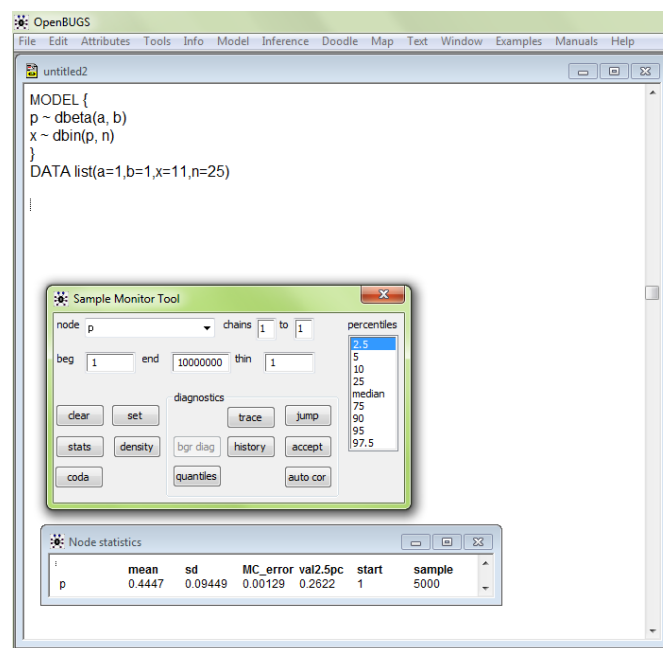 OpenBUGS
File Edit Attributes Tools Info Model Inference Doodle Map Text Window Examples Manuals Help
untitled2
MODEL {
p ~ dbeta(a, b)
x ~ dbin(p, n)
}
DATA list(a=1,b=1,x=11,n=25)
Sample Monitor Tool
node p chains 1 to 1 percentiles
beg 1 end 10000000 thin 1
2.5
5
10
25
median
75
90
95
97.5
diagnostics
clear set trace jump
stats density bgr diag history accept
coda quantiles auto cor
Node statistics
mean sd MC_error val2.5pc start sample
p 0.4447 0.09449 0.00129 0.2622 1 5000